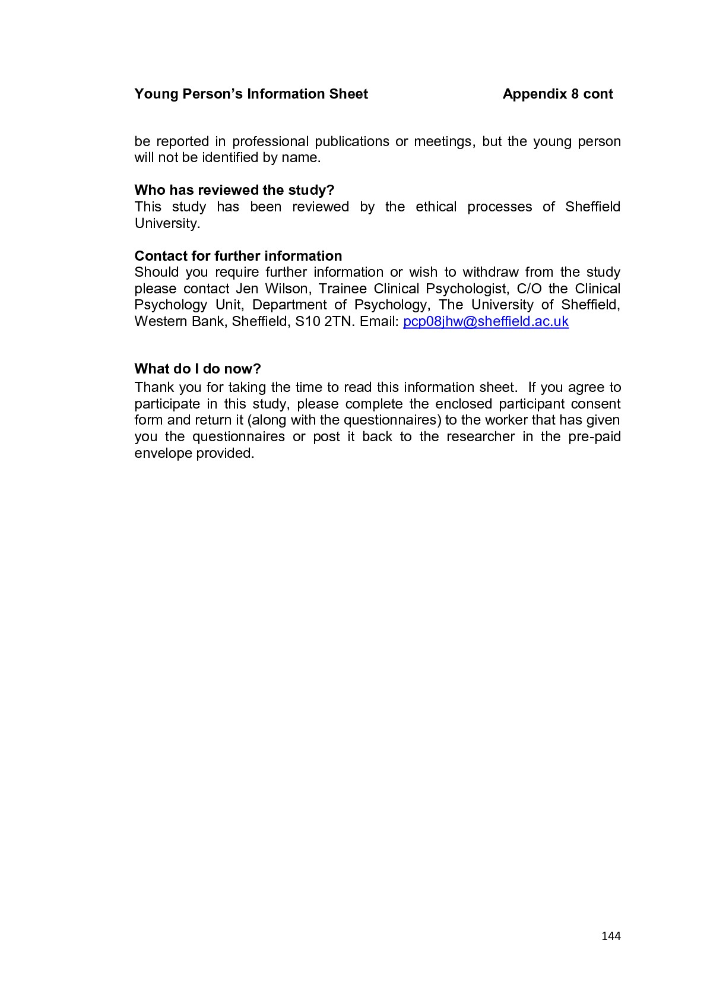 Young Person’s Information Sheet Appendix 8 cont
be reported in professional publications or meetings, but the young person
will not be identified by name.
Who has reviewed the study?
This study has been reviewed by the ethical processes of Sheffield
University.
Contact for further information
Should you require further information or wish to withdraw from the study
please contact Jen Wilson, Trainee Clinical Psychologist, C/O the Clinical
Psychology Unit, Department of Psychology, The University of Sheffield,
Western Bank, Sheffield, S10 2TN. Email: pcp08jhw@sheffield.ac.uk
What do I do now?
Thank you for taking the time to read this information sheet.  If you agree to
participate in this study, please complete the enclosed participant consent
form and return it (along with the questionnaires) to the worker that has given
you the questionnaires or post it back to the researcher in the pre-paid
envelope provided.
144